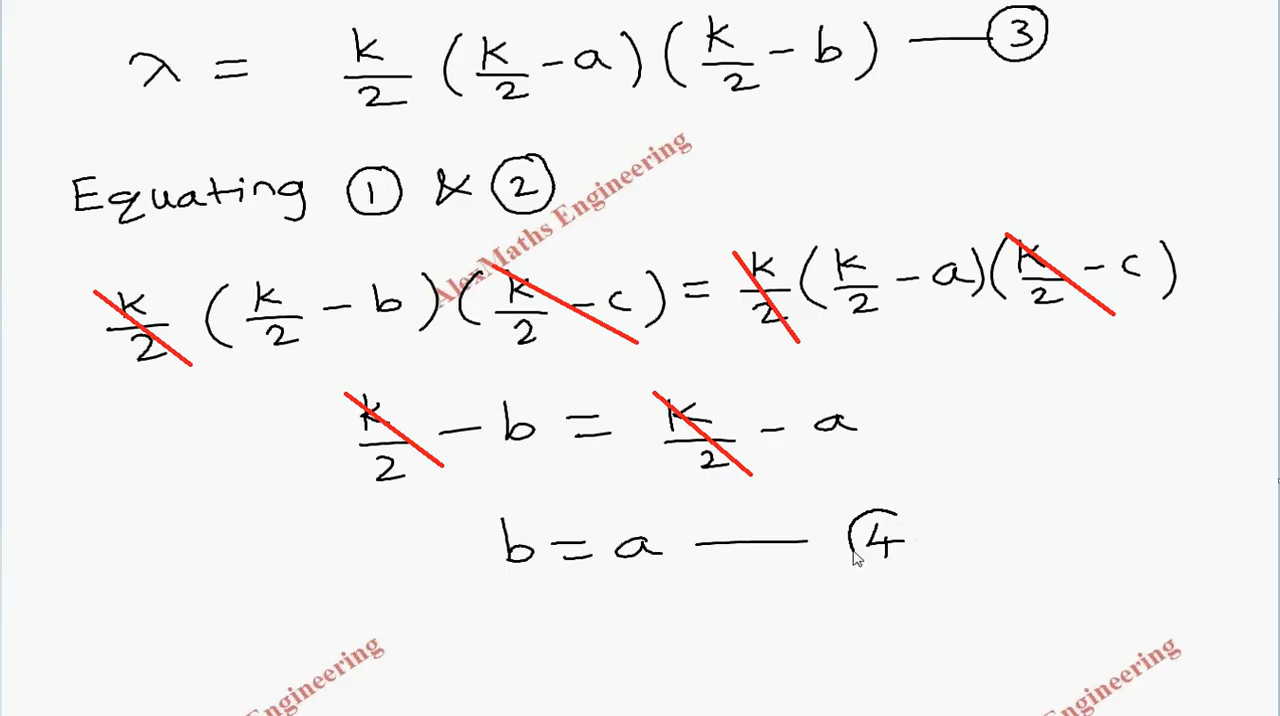 λ = k/2 (k/2 - a) (k/2 - b) — ③
Equating ① & ②
AlexMaths Engineering
k/2 (k/2 - b) (k/2 - c) = k/2 (k/2 - a) (k/2 - c)
k/2 - b = k/2 - a
b = a — 4
Engineering
Engineering